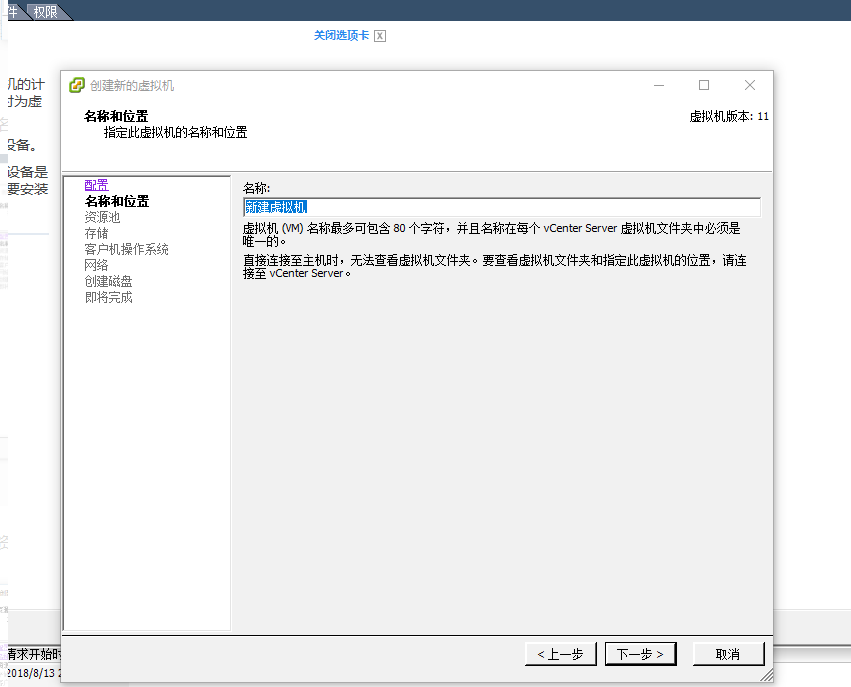 件 权限
关闭选项卡
机的计
讨为虚
设备。
设备是
要安装
创建新的虚拟机
名称和位置
指定此虚拟机的名称和位置
虚拟机版本: 11
配置
名称和位置
资源池
存储
客户机操作系统
网络
创建磁盘
即将完成
名称:
新建虚拟机
虚拟机 (VM) 名称最多可包含 80 个字符，并且名称在每个 vCenter Server 虚拟机文件夹中必须是
唯一的。
直接连接至主机时，无法查看虚拟机文件夹。要查看虚拟机文件夹和指定此虚拟机的位置，请连
接至 vCenter Server。
< 上一步
下一步 >
取消
请求开始时
2018/8/13 2